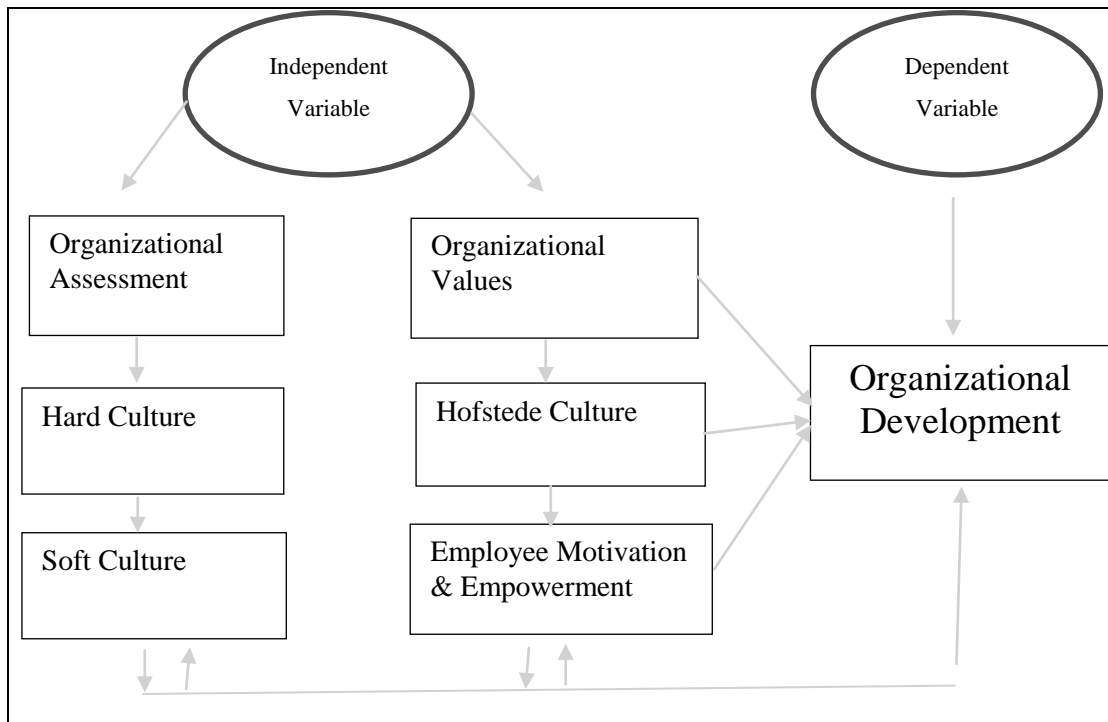 Independent
Variable
Dependent
Variable
Organizational
Assessment
Organizational
Values
Hard Culture
Hofstede Culture
Organizational
Development
Soft Culture
Employee Motivation
& Empowerment